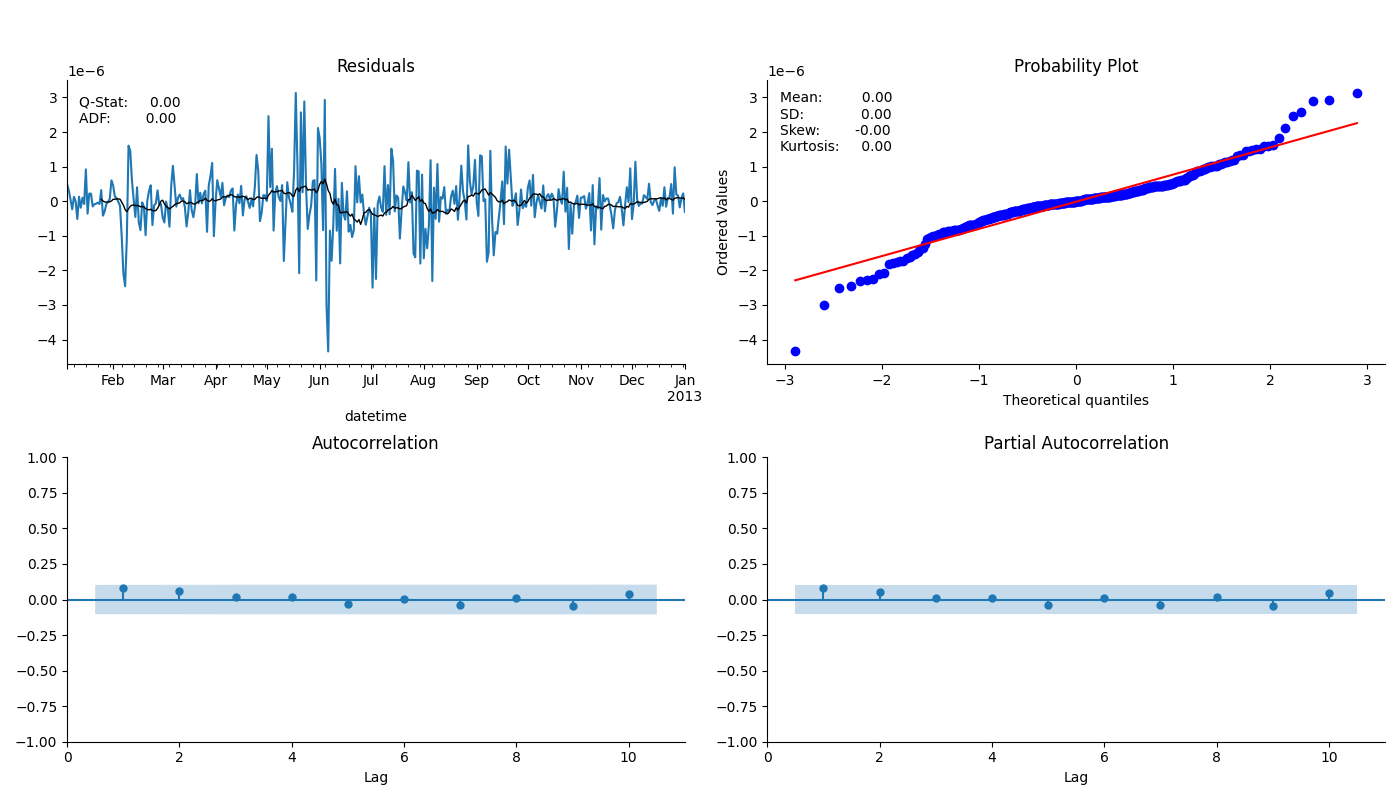 Residuals
1e−6
Q-Stat: 0.00
ADF: 0.00
3
2
1
0
−1
−2
−3
−4
Feb Mar Apr May Jun Jul Aug Sep Oct Nov Dec Jan
2013
datetime
Probability Plot
1e−6
Mean: 0.00
SD: 0.00
Skew: -0.00
Kurtosis: 0.00
Ordered Values
3
2
1
0
−1
−2
−3
−4
−3 −2 −1 0 1 2 3
Theoretical quantiles
Autocorrelation
1.00
0.75
0.50
0.25
0.00
−0.25
−0.50
−0.75
−1.00
0 2 4 6 8 10
Lag
Partial Autocorrelation
1.00
0.75
0.50
0.25
0.00
−0.25
−0.50
−0.75
−1.00
0 2 4 6 8 10
Lag